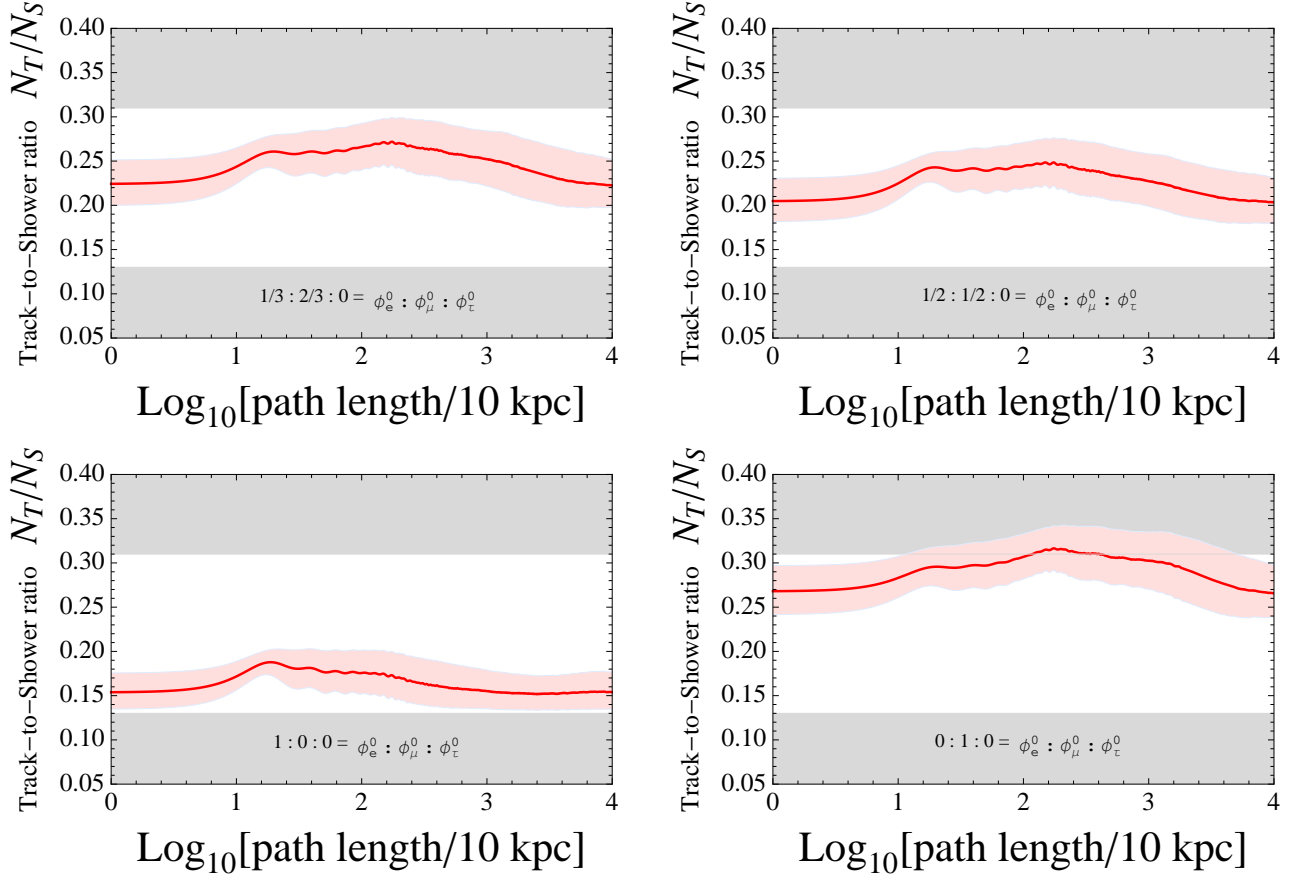 Track−to−Shower ratio N_T/N_S
0.40
0.35
0.30
0.25
0.20
0.15
0.10
0.05
1/3 : 2/3 : 0 = ϕ_e^0 : ϕ_μ^0 : ϕ_τ^0
0 1 2 3 4
Log_10[path length/10 kpc]
Track−to−Shower ratio N_T/N_S
0.40
0.35
0.30
0.25
0.20
0.15
0.10
0.05
1/2 : 1/2 : 0 = ϕ_e^0 : ϕ_μ^0 : ϕ_τ^0
0 1 2 3 4
Log_10[path length/10 kpc]
Track−to−Shower ratio N_T/N_S
0.40
0.35
0.30
0.25
0.20
0.15
0.10
0.05
1 : 0 : 0 = ϕ_e^0 : ϕ_μ^0 : ϕ_τ^0
0 1 2 3 4
Log_10[path length/10 kpc]
Track−to−Shower ratio N_T/N_S
0.40
0.35
0.30
0.25
0.20
0.15
0.10
0.05
0 : 1 : 0 = ϕ_e^0 : ϕ_μ^0 : ϕ_τ^0
0 1 2 3 4
Log_10[path length/10 kpc]